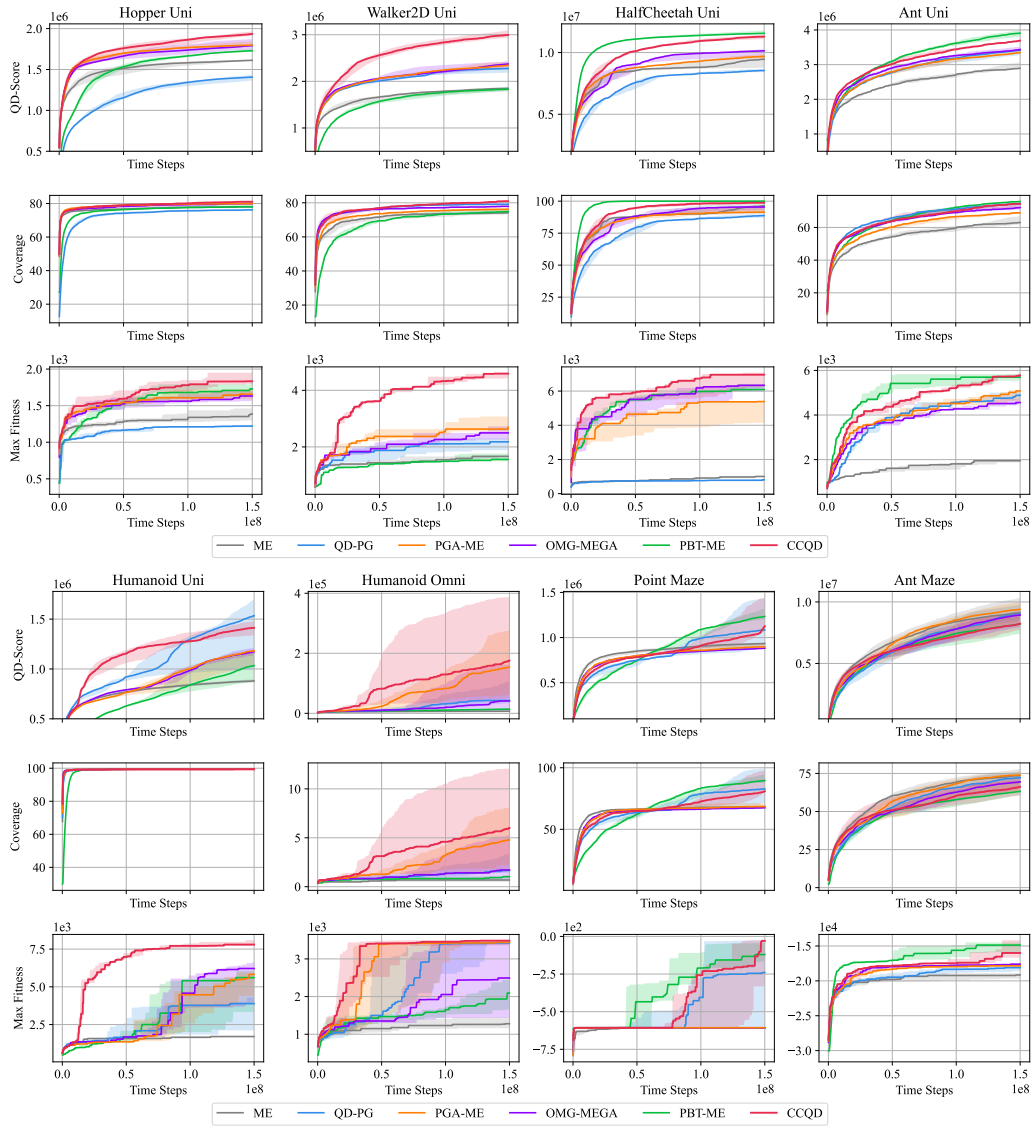 Hopper Uni Walker2D Uni HalfCheetah Uni Ant Uni
1e6 1e6 1e7 1e6
QD-Score
2.0 1.5 1.0 0.5
3 2 1
1.0 0.5
4 3 2 1
Time Steps Time Steps Time Steps Time Steps
Coverage
80 60 40 20
80 60 40 20
100 75 50 25
60 40 20
Time Steps Time Steps Time Steps Time Steps
1e3 1e3 1e3 1e3
Max Fitness
2.0 1.5 1.0 0.5
4 2
6 4 2 0
6 4 2
0.0 0.5 1.0 1.5 0.0 0.5 1.0 1.5 0.0 0.5 1.0 1.5 0.0 0.5 1.0 1.5
Time Steps 1e8 Time Steps 1e8 Time Steps 1e8 Time Steps 1e8
ME QD-PG PGA-ME OMG-MEGA PBT-ME CCQD
Humanoid Uni Humanoid Omni Point Maze Ant Maze
1e6 1e5 1e6 1e7
QD-Score
1.5 1.0 0.5
4 2 0
1.5 1.0 0.5
1.0 0.5
Time Steps Time Steps Time Steps Time Steps
Coverage
100 80 60 40
10 5 0
100 50
75 50 25 0
Time Steps Time Steps Time Steps Time Steps
1e3 1e3 1e2 1e4
Max Fitness
7.5 5.0 2.5
3 2 1
0.0 −2.5 −5.0 −7.5
−1.5 −2.0 −2.5 −3.0
0.0 0.5 1.0 1.5 0.0 0.5 1.0 1.5 0.0 0.5 1.0 1.5 0.0 0.5 1.0 1.5
Time Steps 1e8 Time Steps 1e8 Time Steps 1e8 Time Steps 1e8
ME QD-PG PGA-ME OMG-MEGA PBT-ME CCQD